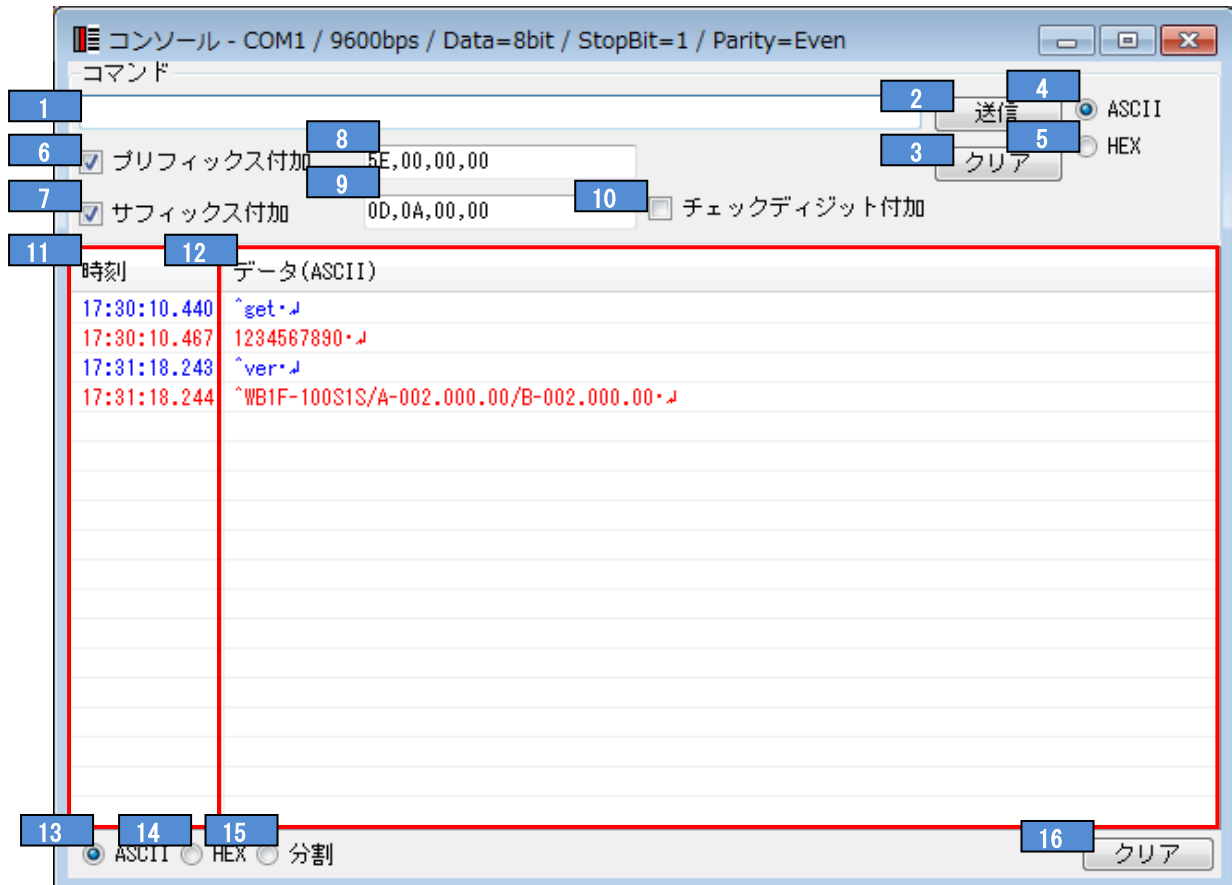 コンソール - COM1 / 9600bps / Data=8bit / StopBit=1 / Parity=Even
コマンド
1
2 送信 4 ASCII
6 プリフィックス付加 8 5E,00,00,00 3 クリア 5 HEX
7 サフィックス付加 9 0D,0A,00,00 10 チェックディジット付加
11 時刻 12 データ(ASCII)
17:30:10.440 ^get・↲
17:30:10.467 1234567890・↲
17:31:18.243 ^ver・↲
17:31:18.244 ^WB1F-100S1S/A-002.000.00/B-002.000.00・↲
13 ASCII 14 HEX 15 分割 16 クリア